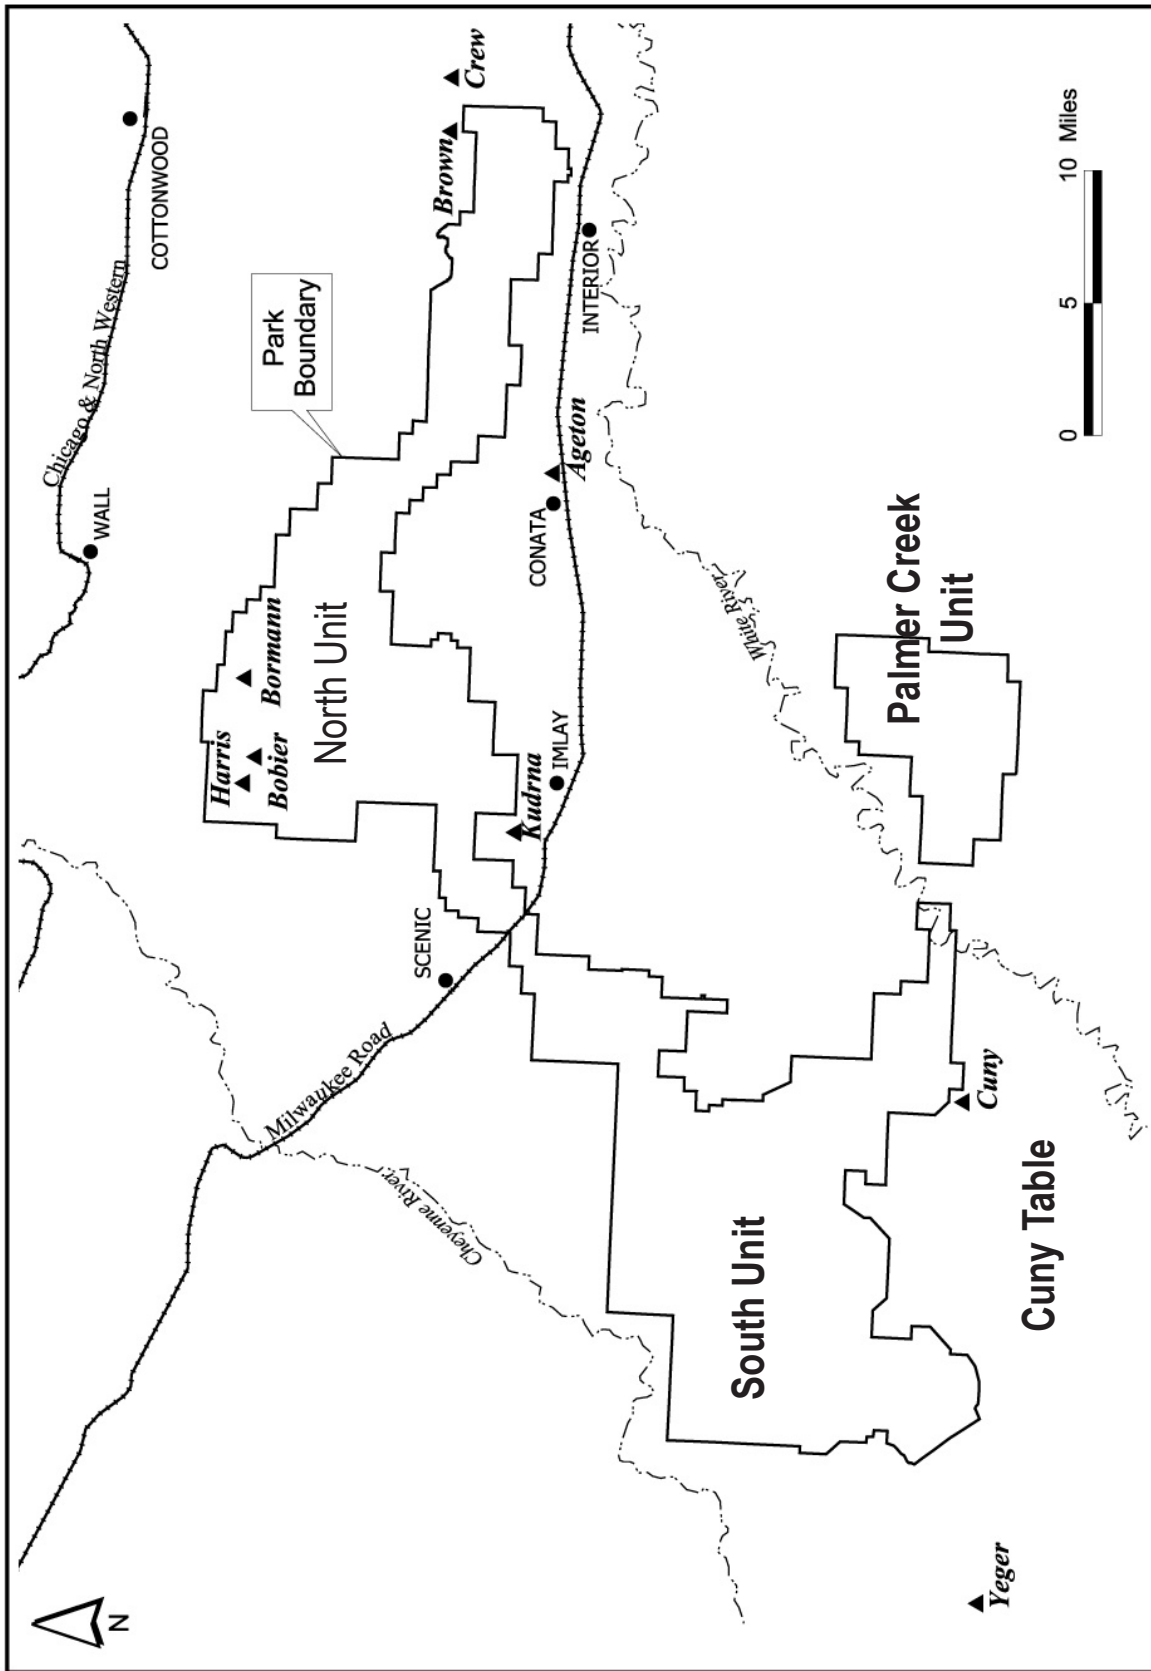 Chicago & North Western
COTTONWOOD
WALL
Park
Boundary
Crew
Brown
Harris
Bobier
Bormann
North Unit
Kudrna
IMLAY
CONATA
Ageton
INTERIOR
SCENIC
Milwaukee Road
Cheyenne River
White River
Palmer Creek
Unit
South Unit
Cuny
Cuny Table
Yeger
N
0 5 10 Miles